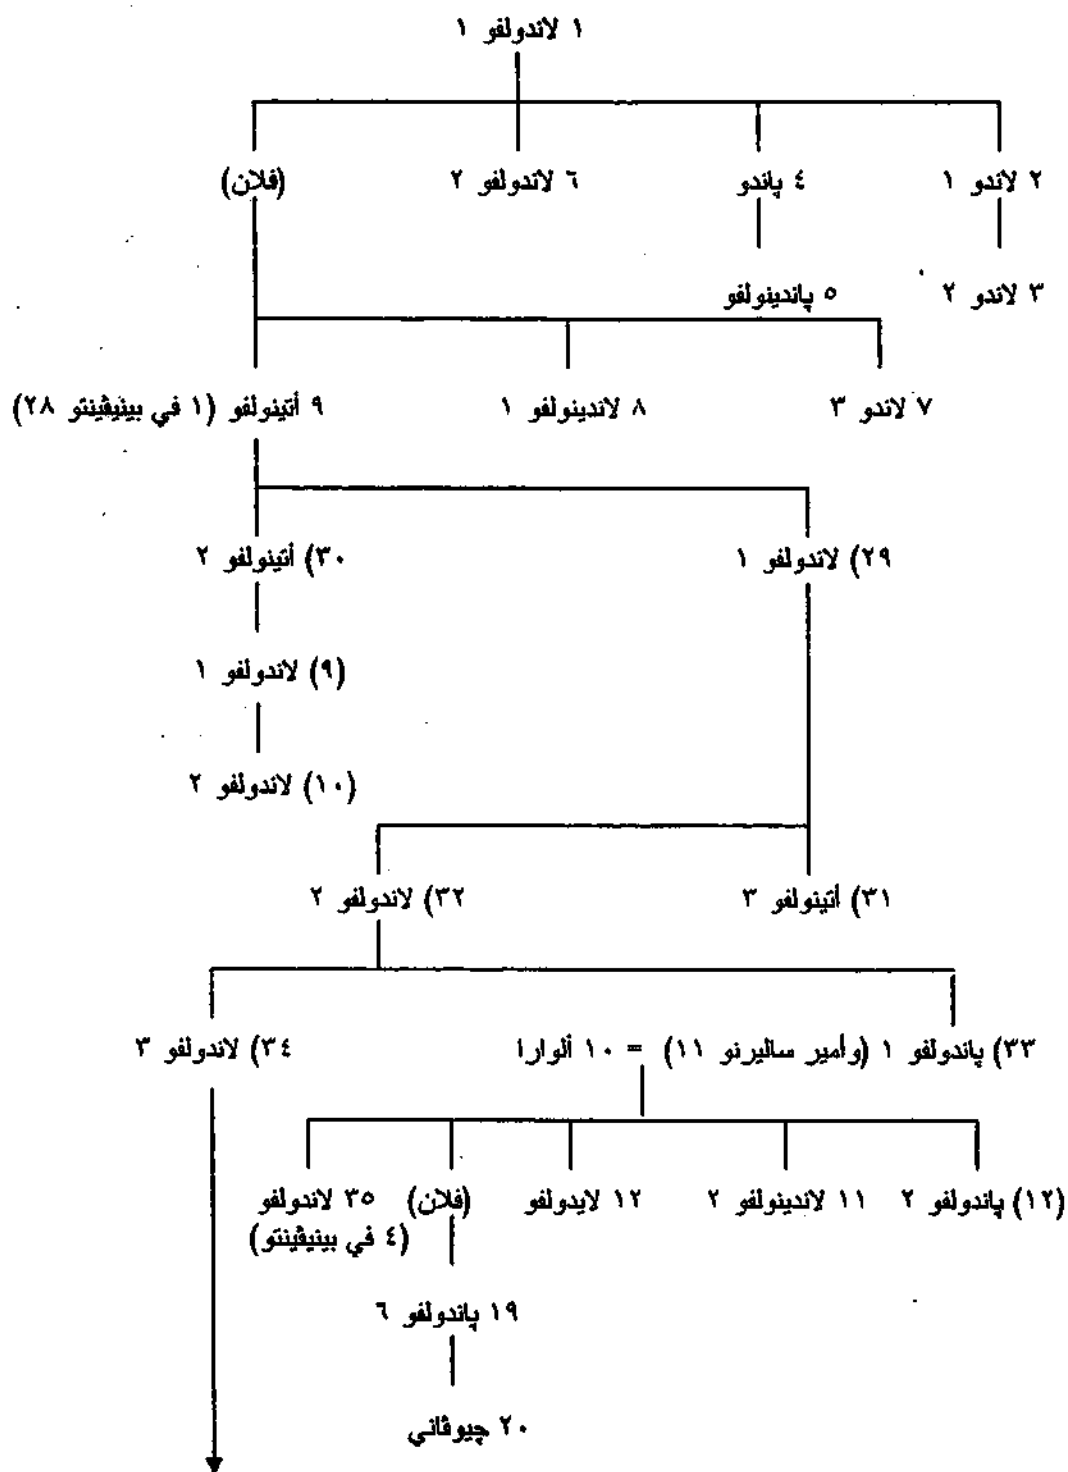 ١ لاندولفو ١
٢ لاندو ١
٤ پاندو
٦ لاندولفو ٢
(فلان)
٣ لاندو ٢
٥ پاندينولفو
٧ لاندو ٣
٨ لاندينولفو ١
٩ أتينولفو (١ في بينيڤينتو ٢٨)
٢٩) لاندولفو ١
٣٠) أتينولفو ٢
(٩) لاندولفو ١
(١٠) لاندولفو ٢
٣١) أتينولفو ٣
٣٢) لاندولفو ٢
٣٣) پاندولفو ١ (وأمير ساليرنو ١١) = ١٠ ألوارا
٣٤) لاندولفو ٣
(١٢) پاندولفو ٢
١١ لاندينولفو ٢
١٢ لايدولفو
(فلان)
٣٥ لاندولفو
(٤ في بينيڤينتو)
١٩ پاندولفو ٦
٢٠ چيوڤاني